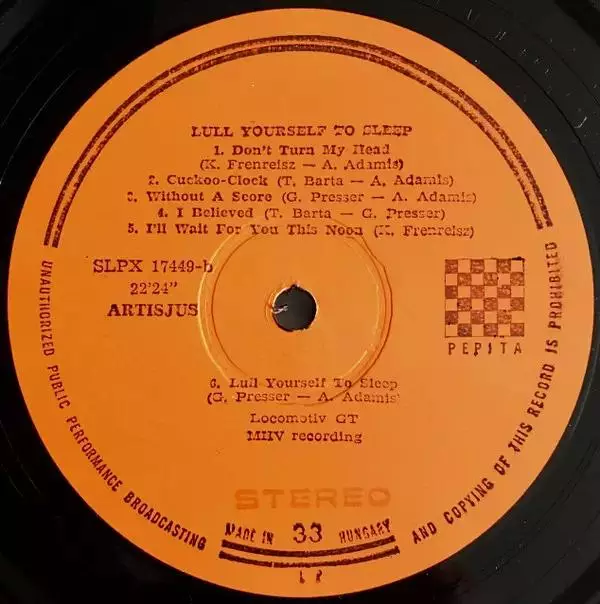 LULL YOURSELF TO SLEEP
1. Don't Turn My Head
(K. Frenreisz — A. Adamis)
2. Cuckoo-Clock (T. Barta — A. Adamis)
3. Without A Score (G. Presser — A. Adamis)
4. I Believed (T. Barta — G. Presser)
5. I'll Wait For You This Noon (K. Frenreisz)
SLPX 17449-b
22'24"
ARTISJUS
PEPITA
6. Lull Yourself To Sleep
(G. Presser — A. Adamis)
Locomotiv GT
MHV recording
STEREO
MADE IN 33 HUNGARY
LP
UNAUTHORIZED PUBLIC PERFORMANCE BROADCASTING
AND COPYING OF THIS RECORD IS PROHIBITED